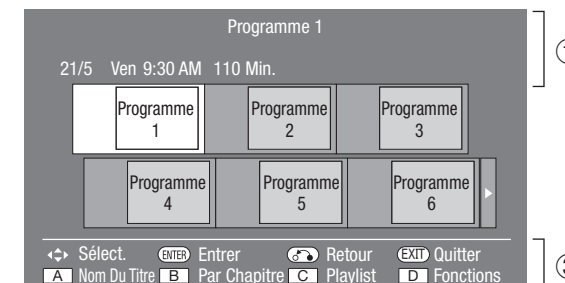 Programme 1
21/5 Ven 9:30 AM 110 Min.
Programme 1
Programme 2
Programme 3
Programme 4
Programme 5
Programme 6
Sélect. ENTER Entrer Retour EXIT Quitter
A Nom Du Titre B Par Chapitre C Playlist D Fonctions